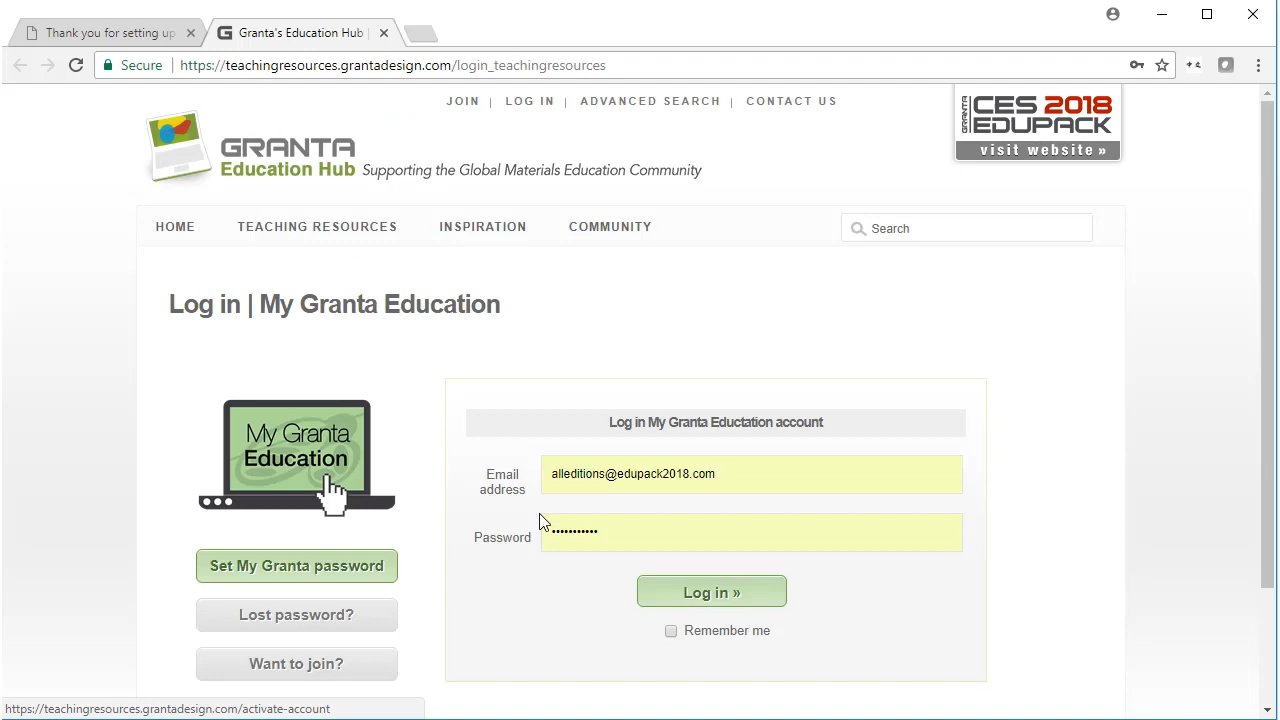 Thank you for setting up
Granta's Education Hub |
Secure | https://teachingresources.grantadesign.com/login_teachingresources
JOIN | LOG IN | ADVANCED SEARCH | CONTACT US
GRANTA CES 2018
EDUPACK
visit website »
GRANTA
Education Hub Supporting the Global Materials Education Community
HOME TEACHING RESOURCES INSPIRATION COMMUNITY Search
Log in | My Granta Education
My Granta
Education
Set My Granta password
Lost password?
Want to join?
Log in My Granta Eductation account
Email
address
alleditions@edupack2018.com
Password •••••••••••
Log in »
Remember me
https://teachingresources.grantadesign.com/activate-account